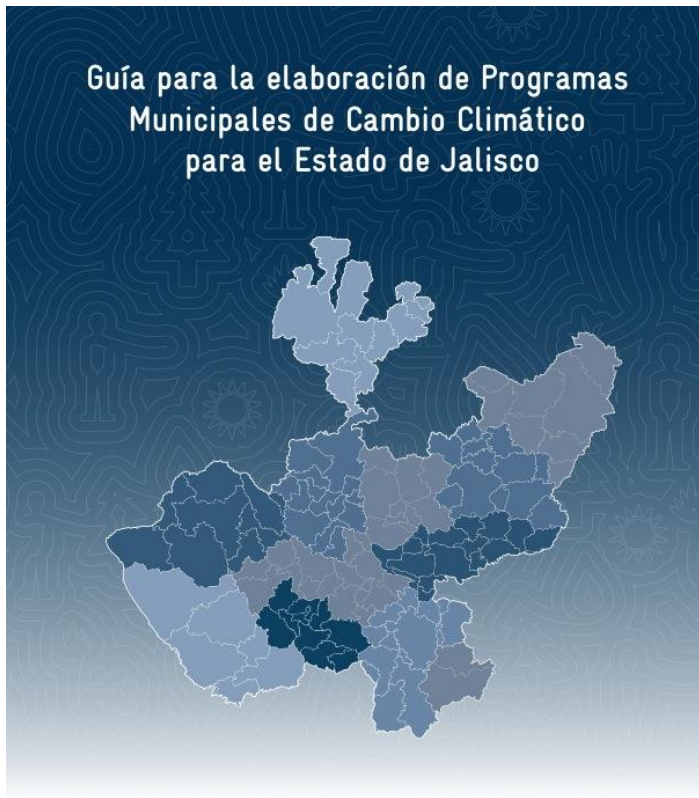 Guía para la elaboración de Programas
Municipales de Cambio Climático
para el Estado de Jalisco